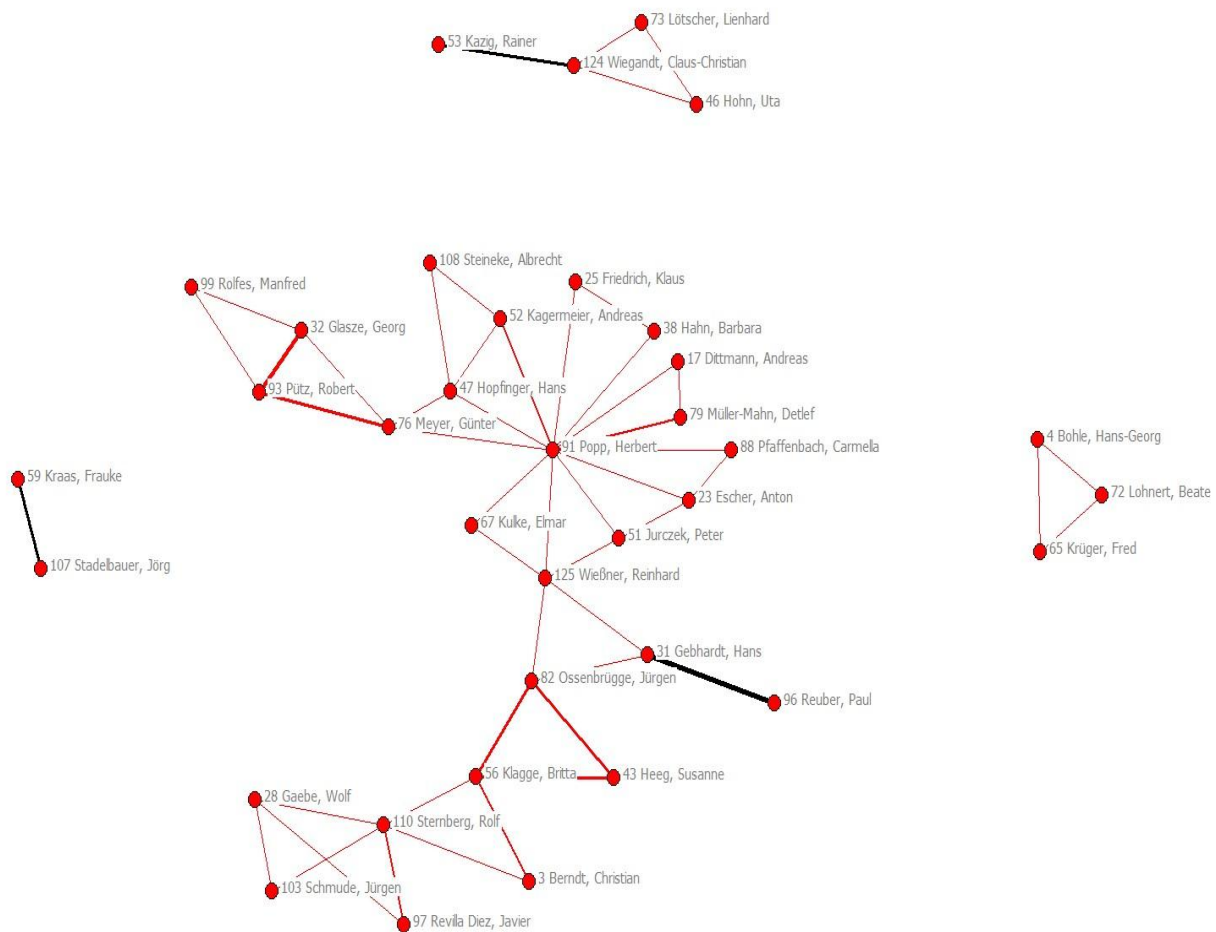 73 Lötscher, Lienhard
53 Kazig, Rainer
124 Wiegandt, Claus-Christian
46 Hohn, Uta
108 Steineke, Albrecht
25 Friedrich, Klaus
99 Rolfes, Manfred
52 Kagermeier, Andreas
32 Glasze, Georg
38 Hahn, Barbara
17 Dittmann, Andreas
93 Pütz, Robert
47 Hopfinger, Hans
79 Müller-Mahn, Detlef
76 Meyer, Günter
4 Bohle, Hans-Georg
91 Popp, Herbert
88 Pfaffenbach, Carmella
59 Kraas, Frauke
72 Lohnert, Beate
23 Escher, Anton
67 Kulke, Elmar
51 Jurczek, Peter
65 Krüger, Fred
107 Stadelbauer, Jörg
125 Wießner, Reinhard
31 Gebhardt, Hans
82 Ossenbrügge, Jürgen
96 Reuber, Paul
56 Klagge, Britta
43 Heeg, Susanne
28 Gaebe, Wolf
110 Sternberg, Rolf
3 Berndt, Christian
103 Schmude, Jürgen
97 Revilla Diez, Javier